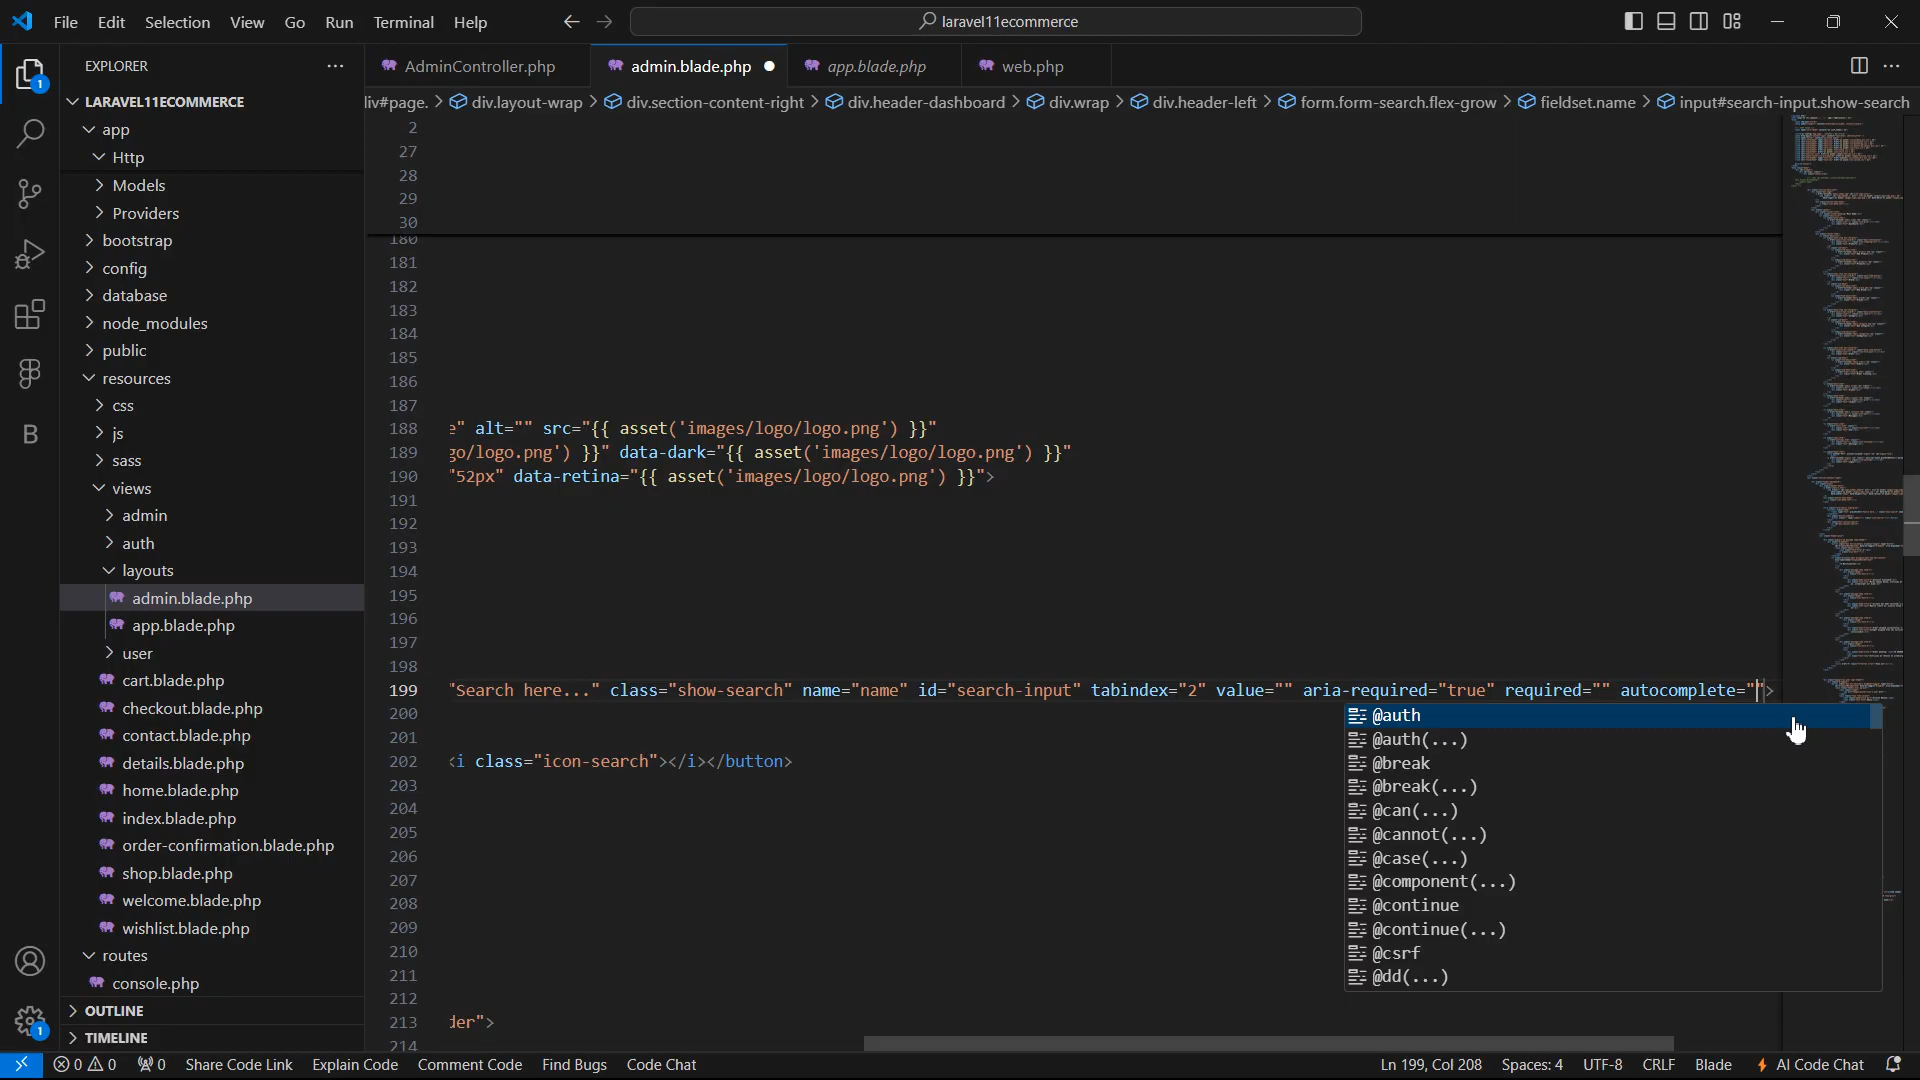 File Edit Selection View Go Run Terminal Help
laravel11ecommerce
EXPLORER
AdminController.php
admin.blade.php
app.blade.php
web.php
LARAVEL11ECOMMERCE
iv#page. > div.layout-wrap > div.section-content-right > div.header-dashboard > div.wrap > div.header-left > form.form-search.flex-grow > fieldset.name > input#search-input.show-search
app
Http
Models
Providers
bootstrap
config
database
node_modules
public
resources
css
js
sass
views
admin
auth
layouts
admin.blade.php
app.blade.php
user
cart.blade.php
checkout.blade.php
contact.blade.php
details.blade.php
home.blade.php
index.blade.php
order-confirmation.blade.php
shop.blade.php
welcome.blade.php
wishlist.blade.php
routes
console.php
OUTLINE
TIMELINE
2
27
28
29
30
180
181
182
183
184
185
186
187
188 e" alt="" src="{{ asset('images/logo/logo.png') }}"
189 go/logo.png') }}" data-dark="{{ asset('images/logo/logo.png') }}"
190 "52px" data-retina="{{ asset('images/logo/logo.png') }}">
191
192
193
194
195
196
197
198
199 "Search here..." class="show-search" name="name" id="search-input" tabindex="2" value="" aria-required="true" required="" autocomplete="">
200
201
202 <i class="icon-search"></i></button>
203
204
205
206
207
208
209
210
211
212
213 der">
214
@auth
@auth(...)
@break
@break(...)
@can(...)
@cannot(...)
@case(...)
@component(...)
@continue
@continue(...)
@csrf
@dd(...)
1
1
0 0 0 Share Code Link Explain Code Comment Code Find Bugs Code Chat Ln 199, Col 208 Spaces: 4 UTF-8 CRLF Blade AI Code Chat